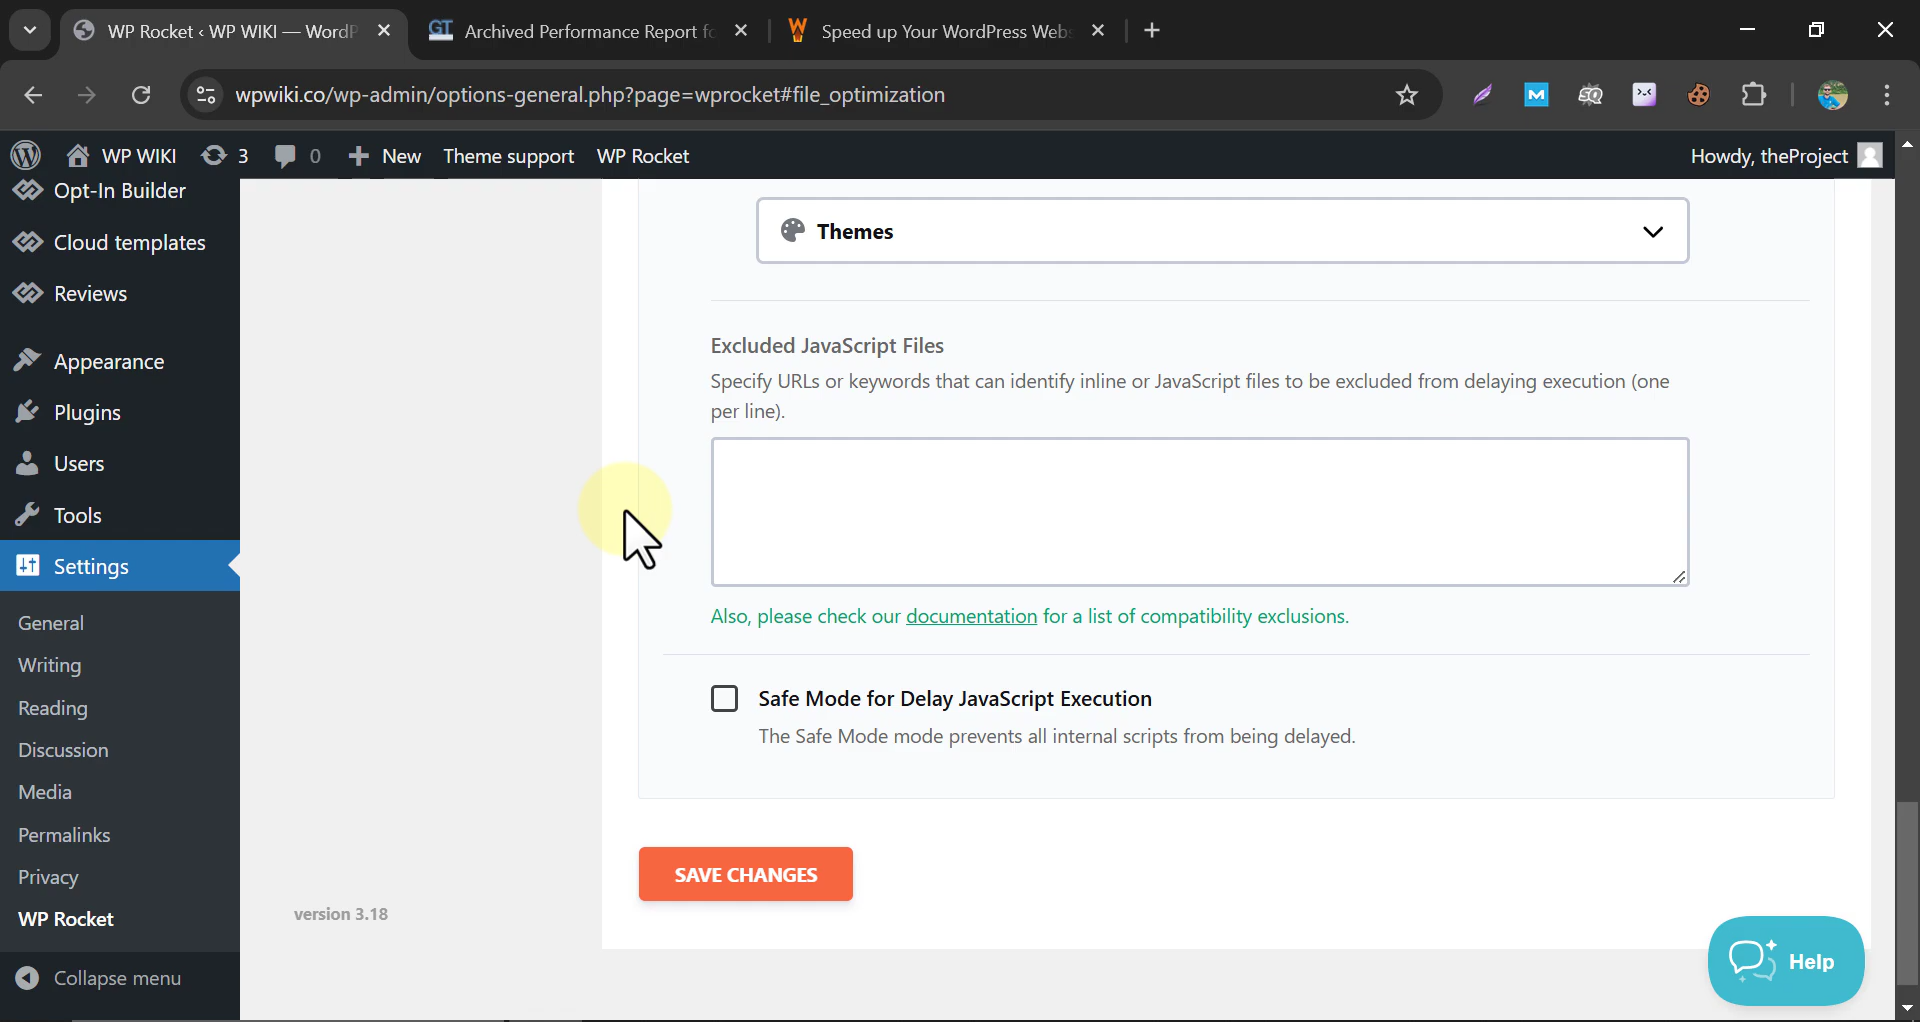 WP Rocket ‹ WP WIKI — WordP
GT Archived Performance Report fo
Speed up Your WordPress Webs
wpwiki.co/wp-admin/options-general.php?page=wprocket#file_optimization
WP WIKI 3 0 New Theme support WP Rocket
Howdy, theProject
Opt-In Builder
Cloud templates
Reviews
Appearance
Plugins
Users
Tools
Settings
General
Writing
Reading
Discussion
Media
Permalinks
Privacy
WP Rocket
Collapse menu
Themes
Excluded JavaScript Files
Specify URLs or keywords that can identify inline or JavaScript files to be excluded from delaying execution (one
per line).
Also, please check our documentation for a list of compatibility exclusions.
Safe Mode for Delay JavaScript Execution
The Safe Mode mode prevents all internal scripts from being delayed.
SAVE CHANGES
version 3.18
Help